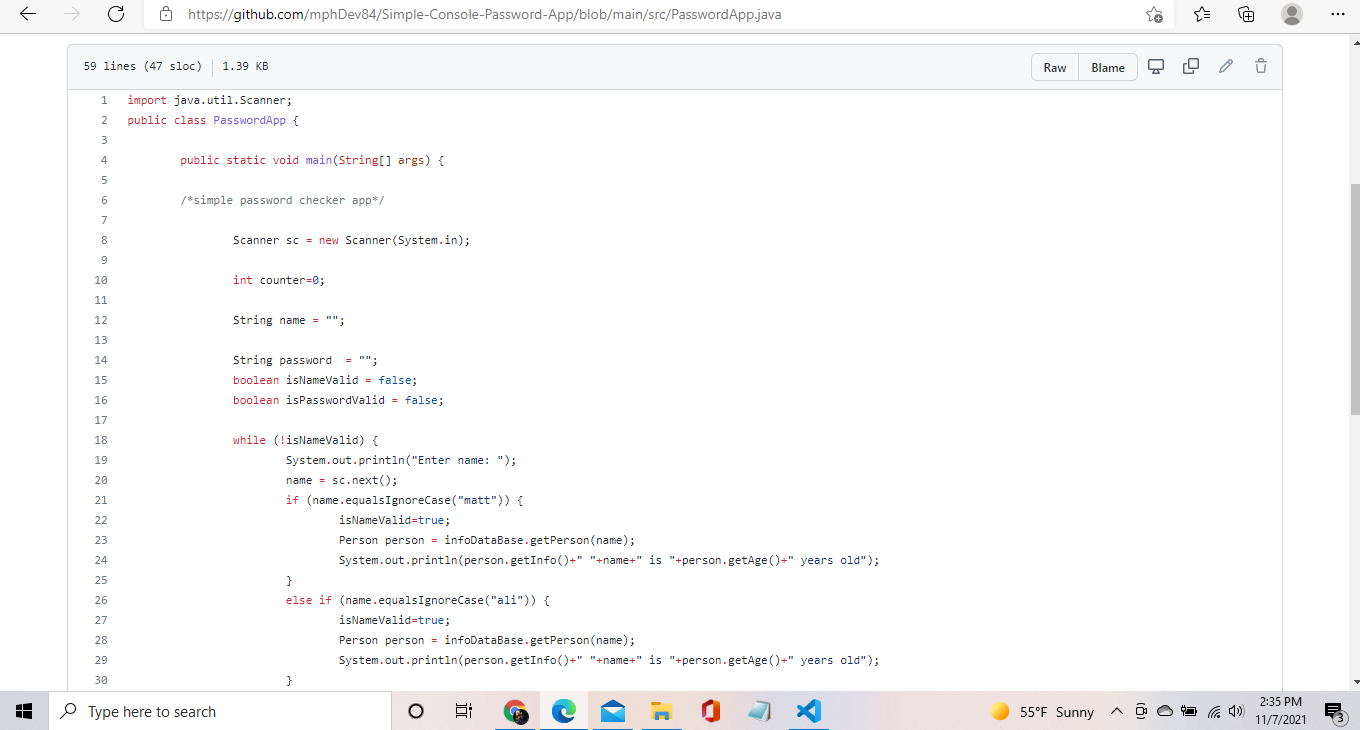 https://github.com/mphDev84/Simple-Console-Password-App/blob/main/src/PasswordApp.java
59 lines (47 sloc) 1.39 KB Raw Blame
1 import java.util.Scanner;
2 public class PasswordApp {
3
4 public static void main(String[] args) {
5
6 /*simple password checker app*/
7
8 Scanner sc = new Scanner(System.in);
9
10 int counter=0;
11
12 String name = "";
13
14 String password  = "";
15 boolean isNameValid = false;
16 boolean isPasswordValid = false;
17
18 while (!isNameValid) {
19 System.out.println("Enter name: ");
20 name = sc.next();
21 if (name.equalsIgnoreCase("matt")) {
22 isNameValid=true;
23 Person person = infoDataBase.getPerson(name);
24 System.out.println(person.getInfo()+" "+name+" is "+person.getAge()+" years old");
25 }
26 else if (name.equalsIgnoreCase("ali")) {
27 isNameValid=true;
28 Person person = infoDataBase.getPerson(name);
29 System.out.println(person.getInfo()+" "+name+" is "+person.getAge()+" years old");
30 }
Type here to search
55°F Sunny
2:35 PM
11/7/2021
3